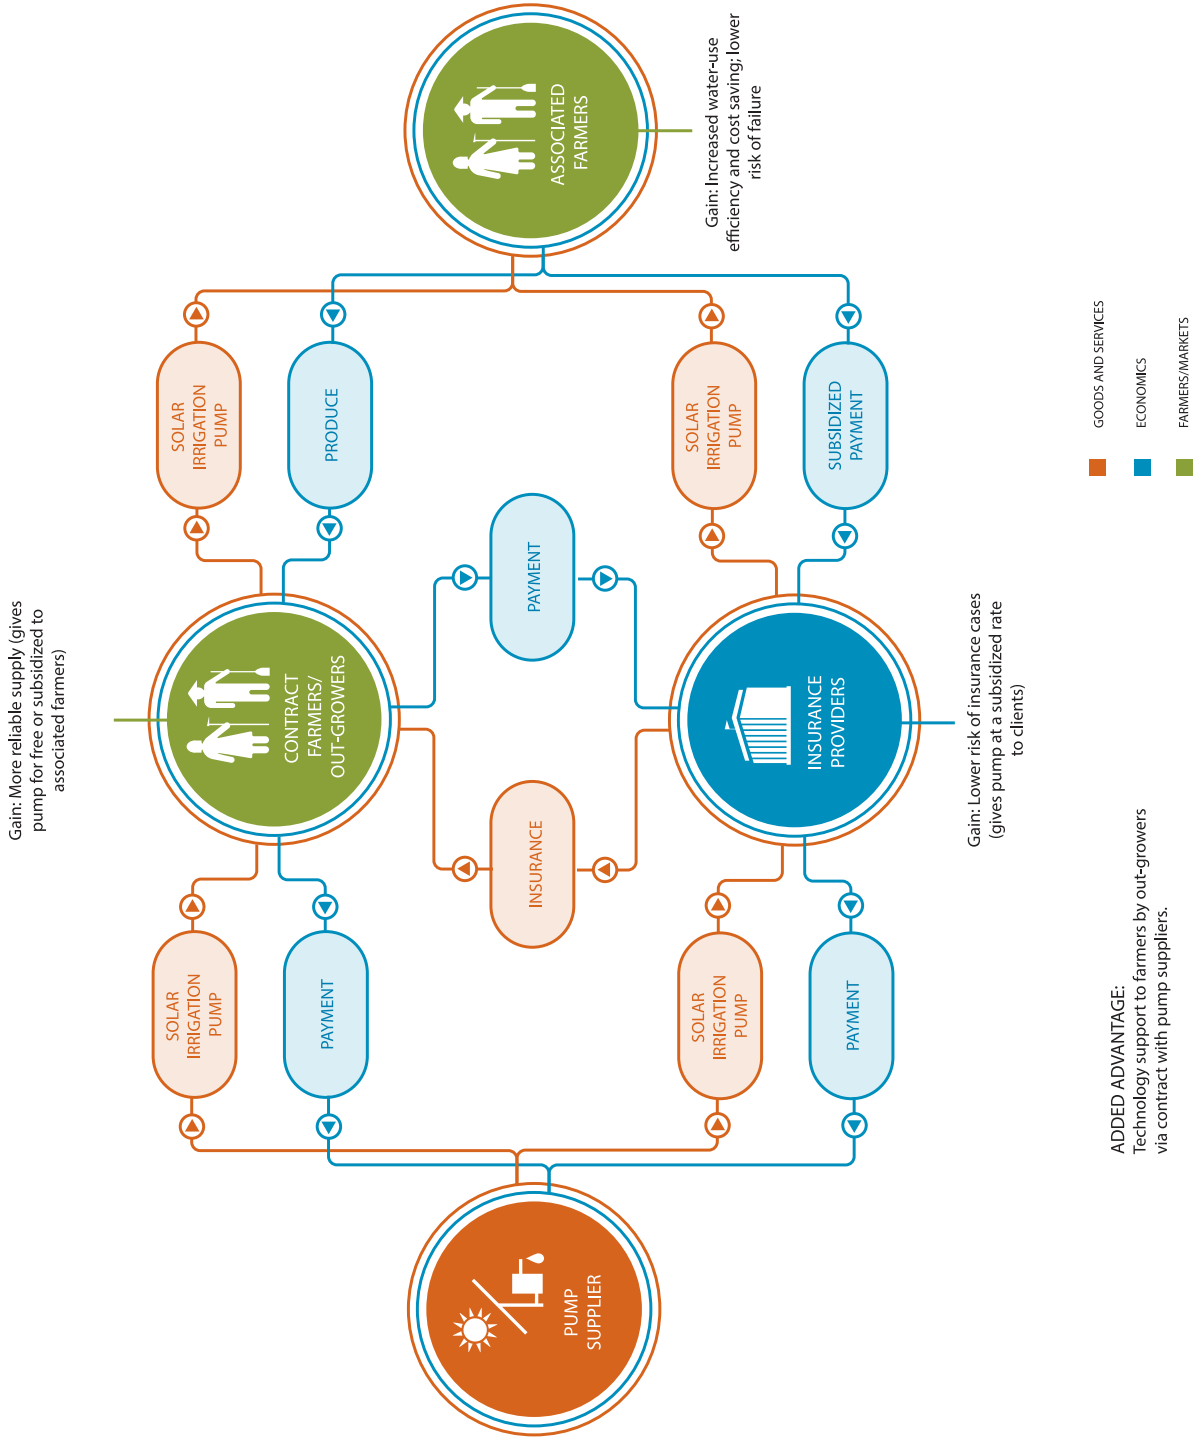 Gain: More reliable supply (gives
pump for free or subsidized to
associated farmers)
SOLAR
IRRIGATION
PUMP
PAYMENT
CONTRACT
FARMERS/
OUT-GROWERS
SOLAR
IRRIGATION
PUMP
PRODUCE
PUMP
SUPPLIER
INSURANCE
PAYMENT
ASSOCIATED
FARMERS
Gain: Increased water-use
efficiency and cost saving; lower
risk of failure
SOLAR
IRRIGATION
PUMP
PAYMENT
INSURANCE
PROVIDERS
SOLAR
IRRIGATION
PUMP
SUBSIDIZED
PAYMENT
Gain: Lower risk of insurance cases
(gives pump at a subsidized rate
to clients)
ADDED ADVANTAGE:
Technology support to farmers by out-growers
via contract with pump suppliers.
GOODS AND SERVICES
ECONOMICS
FARMERS/MARKETS